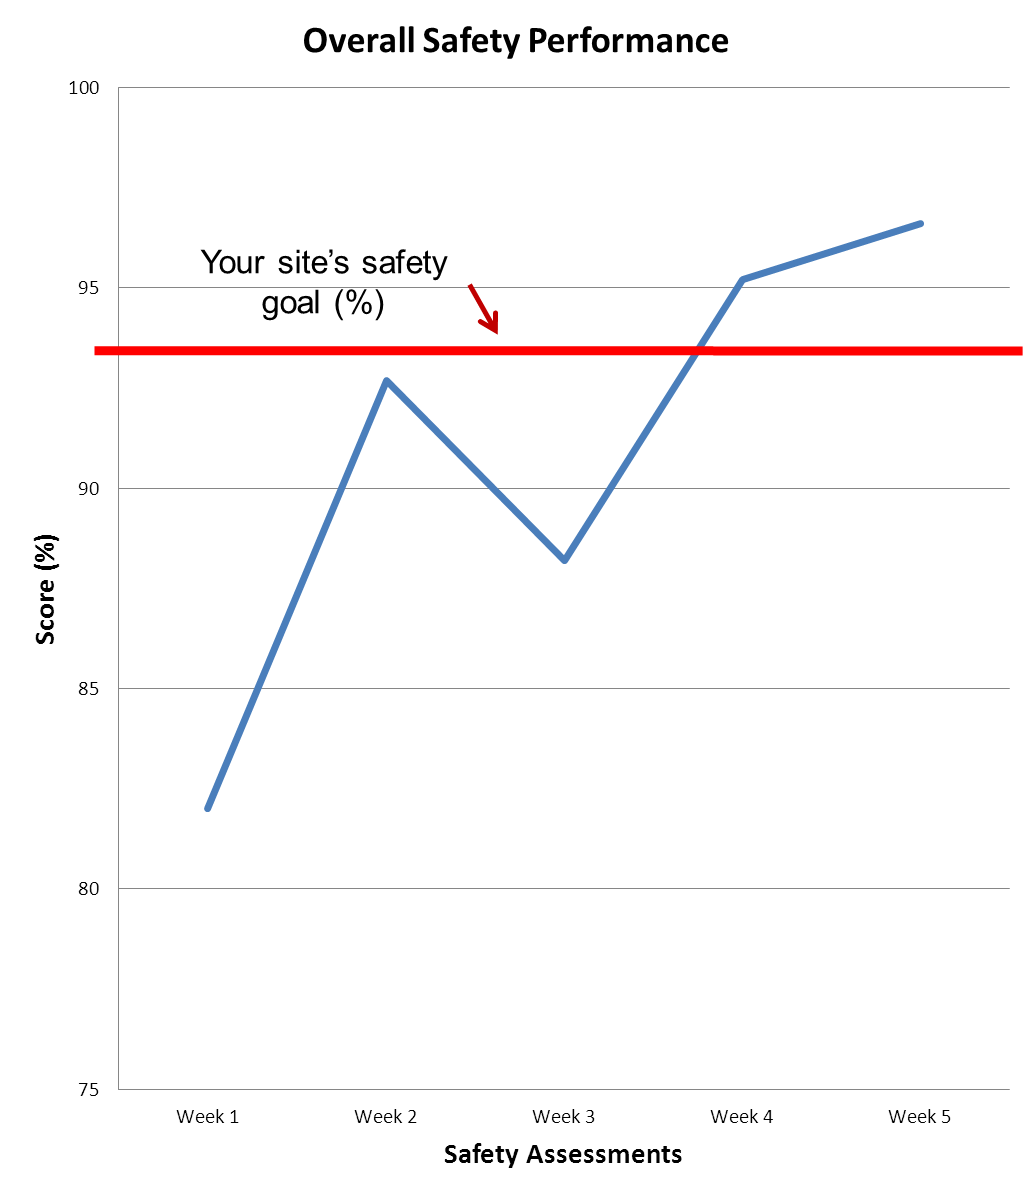 Overall Safety Performance
100
Your site’s safety
goal (%)
95
90
Score (%)
85
80
75
Week 1 Week 2 Week 3 Week 4 Week 5
Safety Assessments